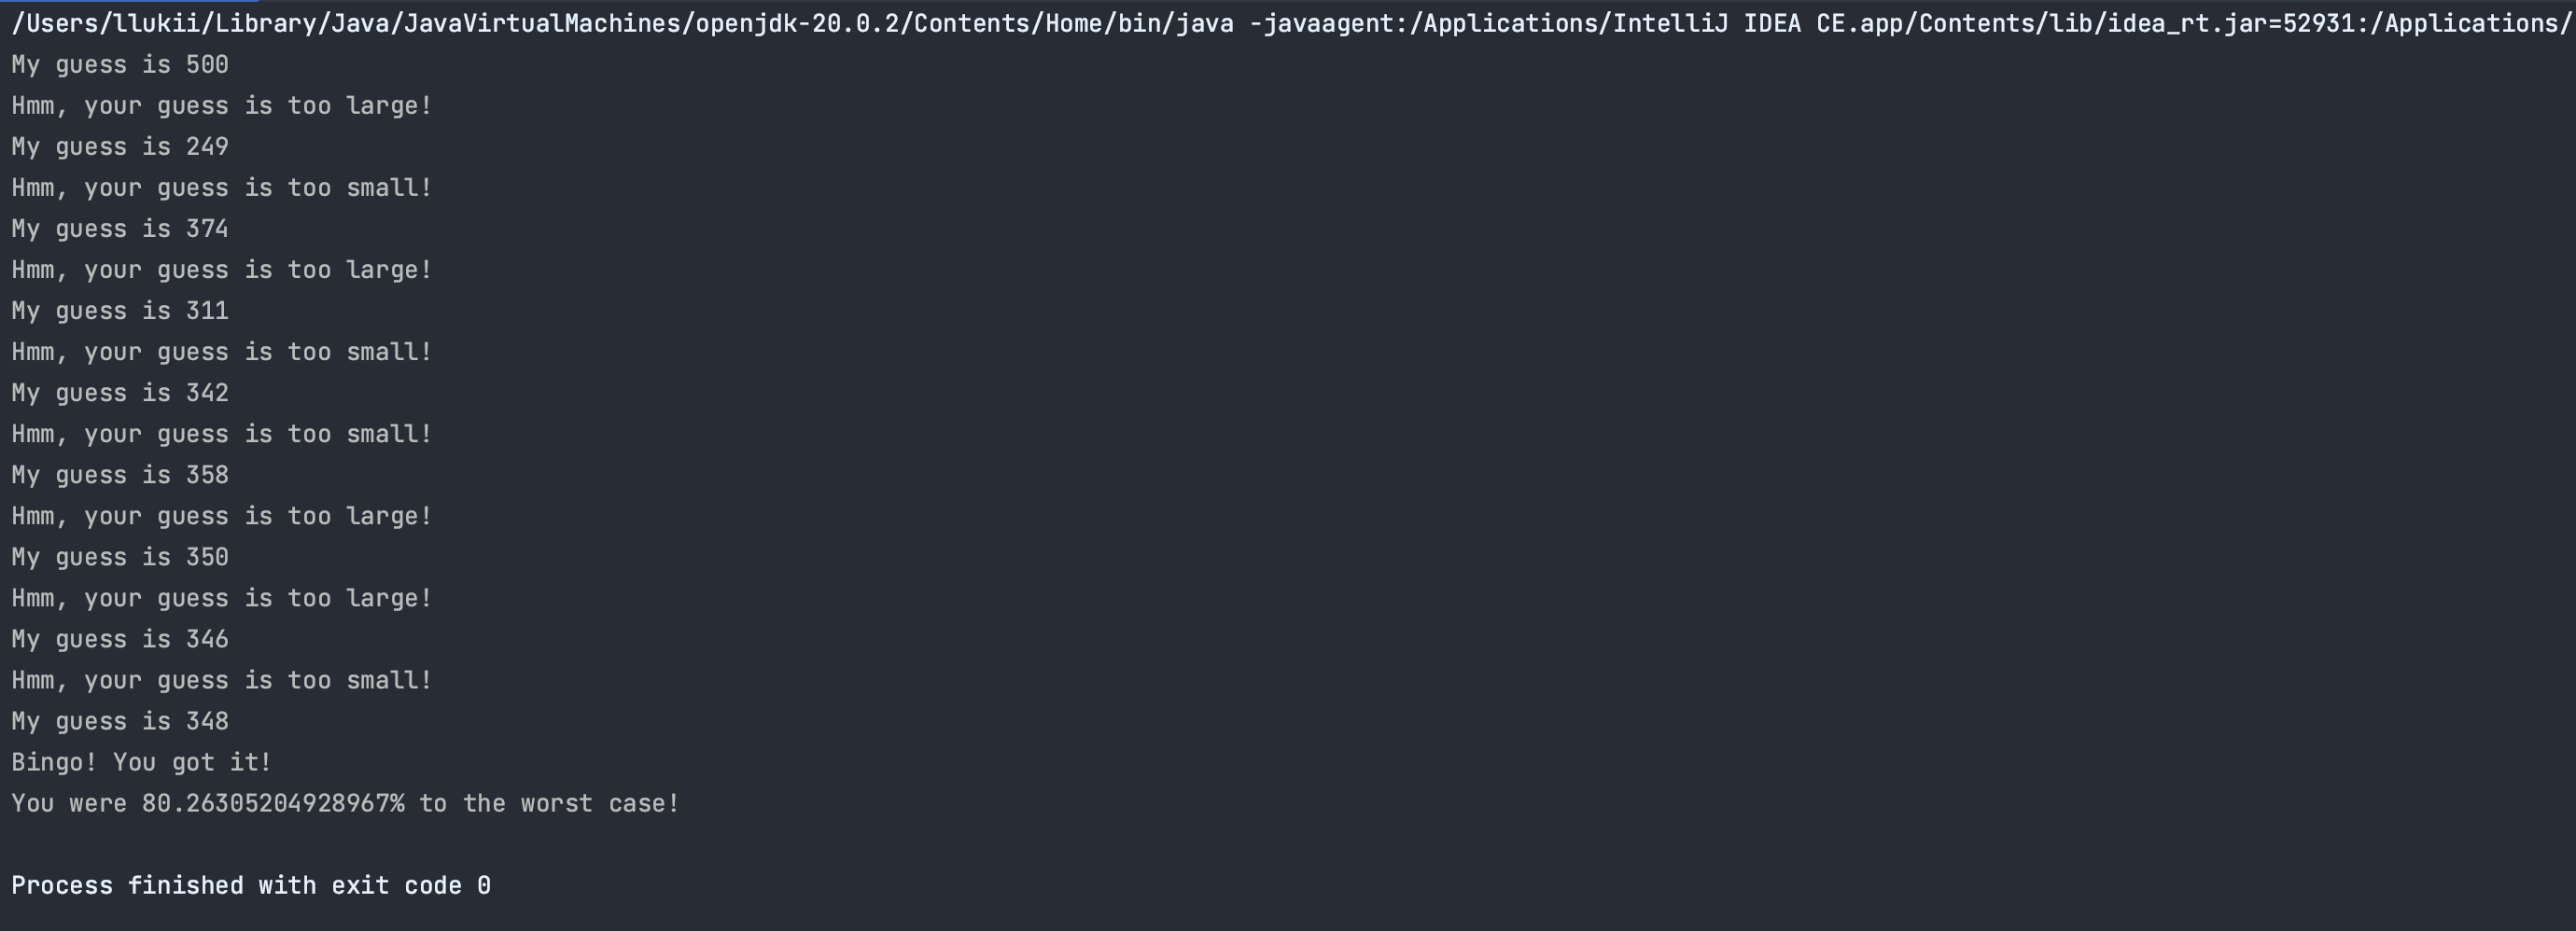 /Users/llukii/Library/Java/JavaVirtualMachines/openjdk-20.0.2/Contents/Home/bin/java -javaagent:/Applications/IntelliJ IDEA CE.app/Contents/lib/idea_rt.jar=52931:/Applications/
My guess is 500
Hmm, your guess is too large!
My guess is 249
Hmm, your guess is too small!
My guess is 374
Hmm, your guess is too large!
My guess is 311
Hmm, your guess is too small!
My guess is 342
Hmm, your guess is too small!
My guess is 358
Hmm, your guess is too large!
My guess is 350
Hmm, your guess is too large!
My guess is 346
Hmm, your guess is too small!
My guess is 348
Bingo! You got it!
You were 80.26305204928967% to the worst case!
Process finished with exit code 0